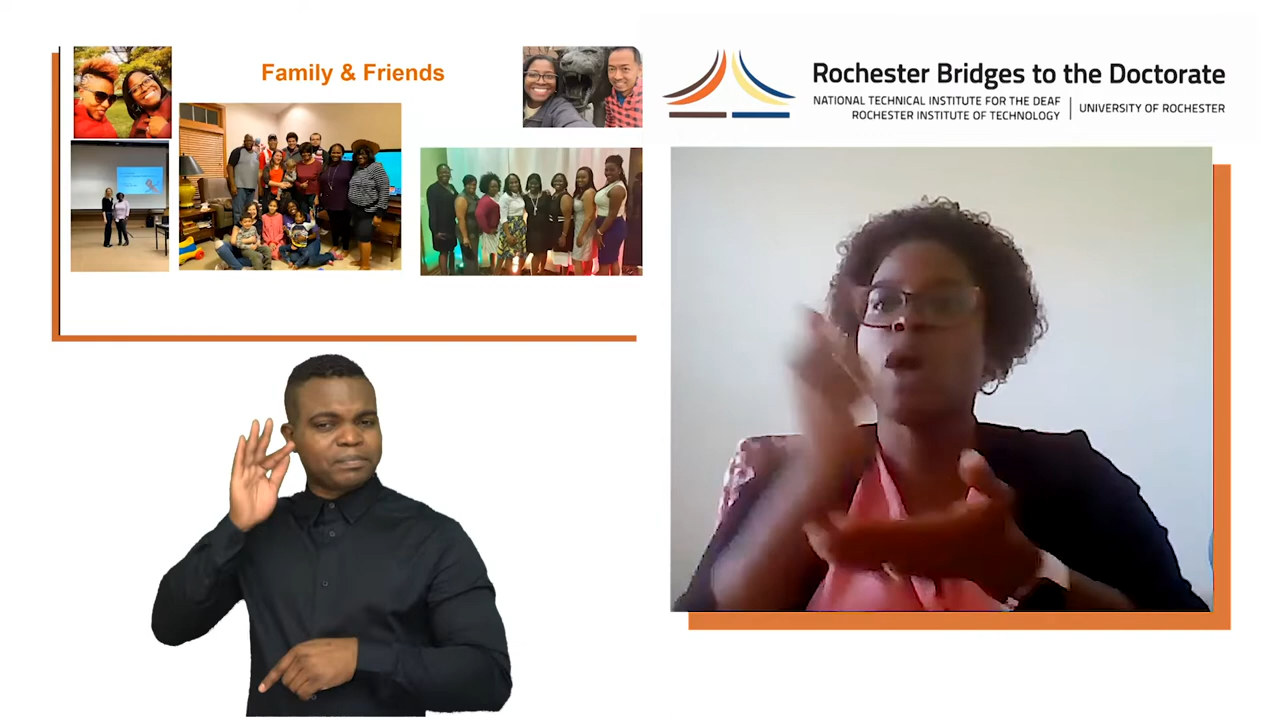 Family & Friends
Rochester Bridges to the Doctorate
NATIONAL TECHNICAL INSTITUTE FOR THE DEAF
ROCHESTER INSTITUTE OF TECHNOLOGY
UNIVERSITY OF ROCHESTER